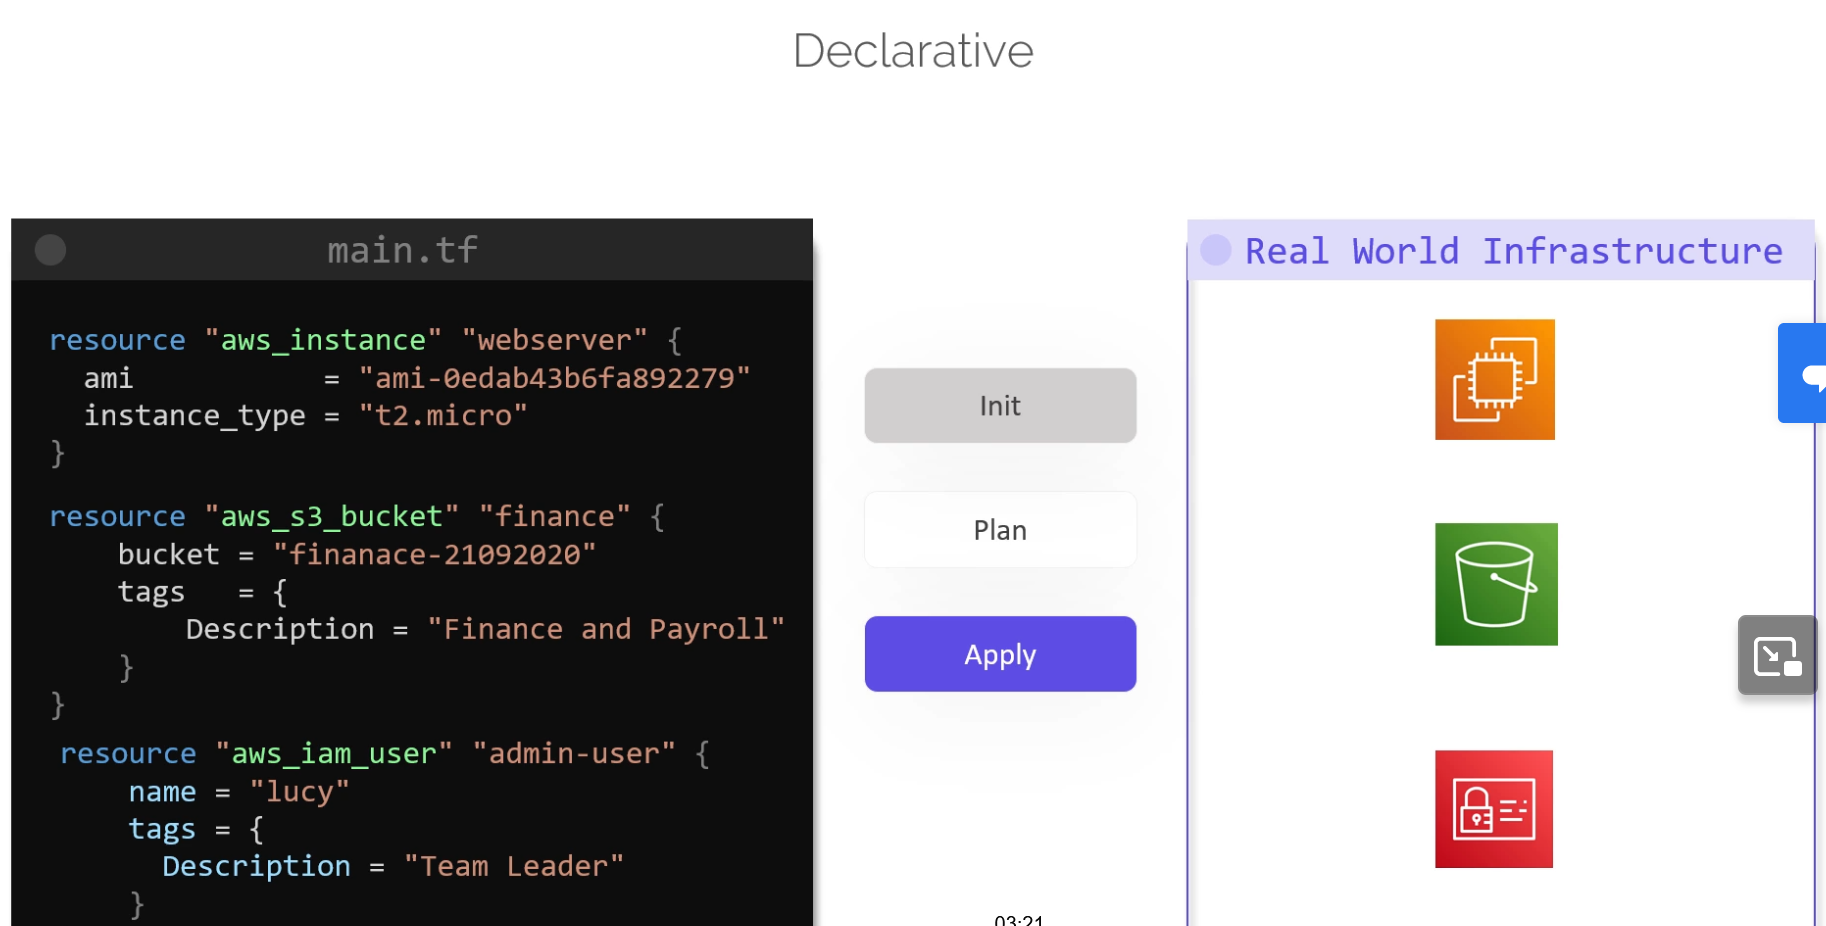 Declarative
main.tf
resource "aws_instance" "webserver" {
ami = "ami-0edab43b6fa892279"
instance_type = "t2.micro"
}
resource "aws_s3_bucket" "finance" {
bucket = "finanace-21092020"
tags = {
Description = "Finance and Payroll"
}
}
resource "aws_iam_user" "admin-user" {
name = "lucy"
tags = {
Description = "Team Leader"
}
Init
Plan
Apply
03:21
Real World Infrastructure